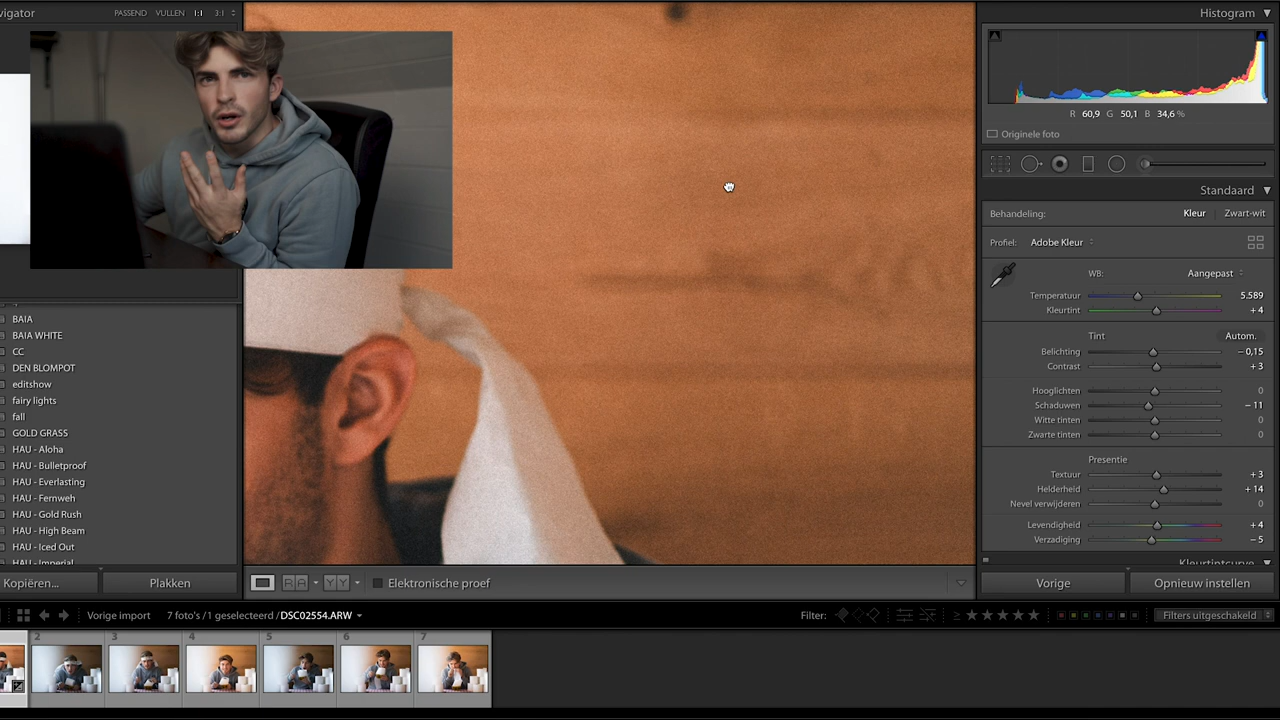 vigator
PASSEND VULLEN 1:1 3:1
BAIA
BAIA WHITE
CC
DEN BLOMPOT
editshow
fairy lights
fall
GOLD GRASS
HAU - Aloha
HAU - Bulletproof
HAU - Everlasting
HAU - Fernweh
HAU - Gold Rush
HAU - High Beam
HAU - Iced Out
HAU - Imperial
Kopiëren... Plakken
RA YY Elektronische proef
Histogram
R 60,9 G 50,1 B 34,6 %
Originele foto
Standaard
Behandeling: Kleur Zwart-wit
Profiel: Adobe Kleur
WB: Aangepast
Temperatuur 5.589
Kleurtint + 4
Tint Autom.
Belichting – 0,15
Contrast + 3
Hooglichten 0
Schaduwen – 11
Witte tinten 0
Zwarte tinten 0
Presentie
Textuur + 3
Helderheid + 14
Nevel verwijderen 0
Levendigheid + 4
Verzadiging – 5
Kleurtintcurve
Vorige Opnieuw instellen
Vorige import 7 foto's /1 geselecteerd /DSC02554.ARW Filter: ≥ ★★★★★ Filters uitgeschakeld
2 3 4 5 6 7